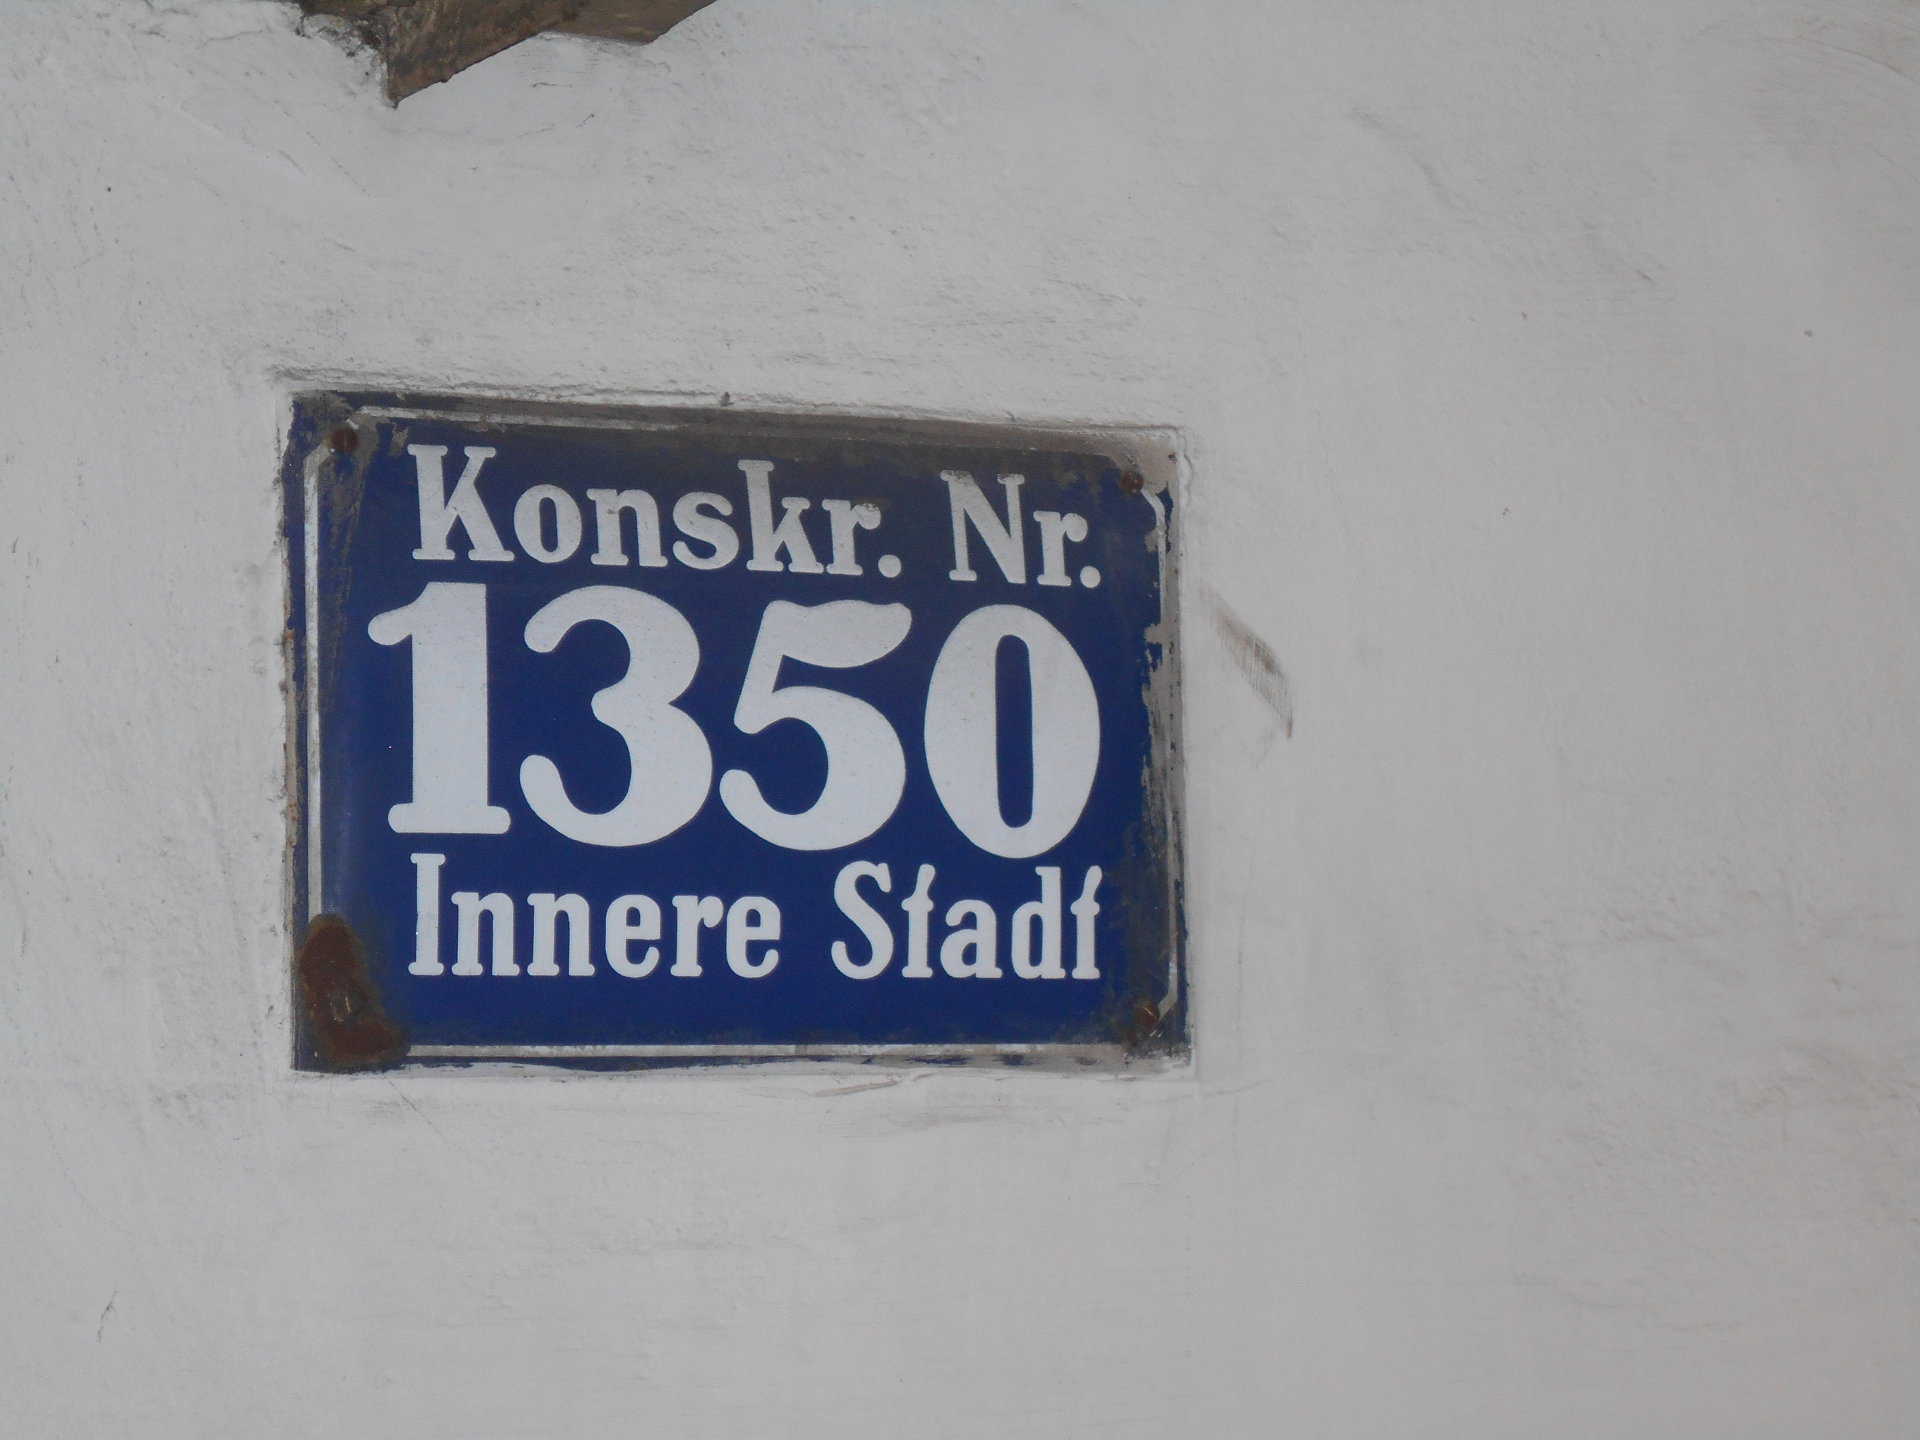 Konskr. Nr.
1350
Innere Stadt